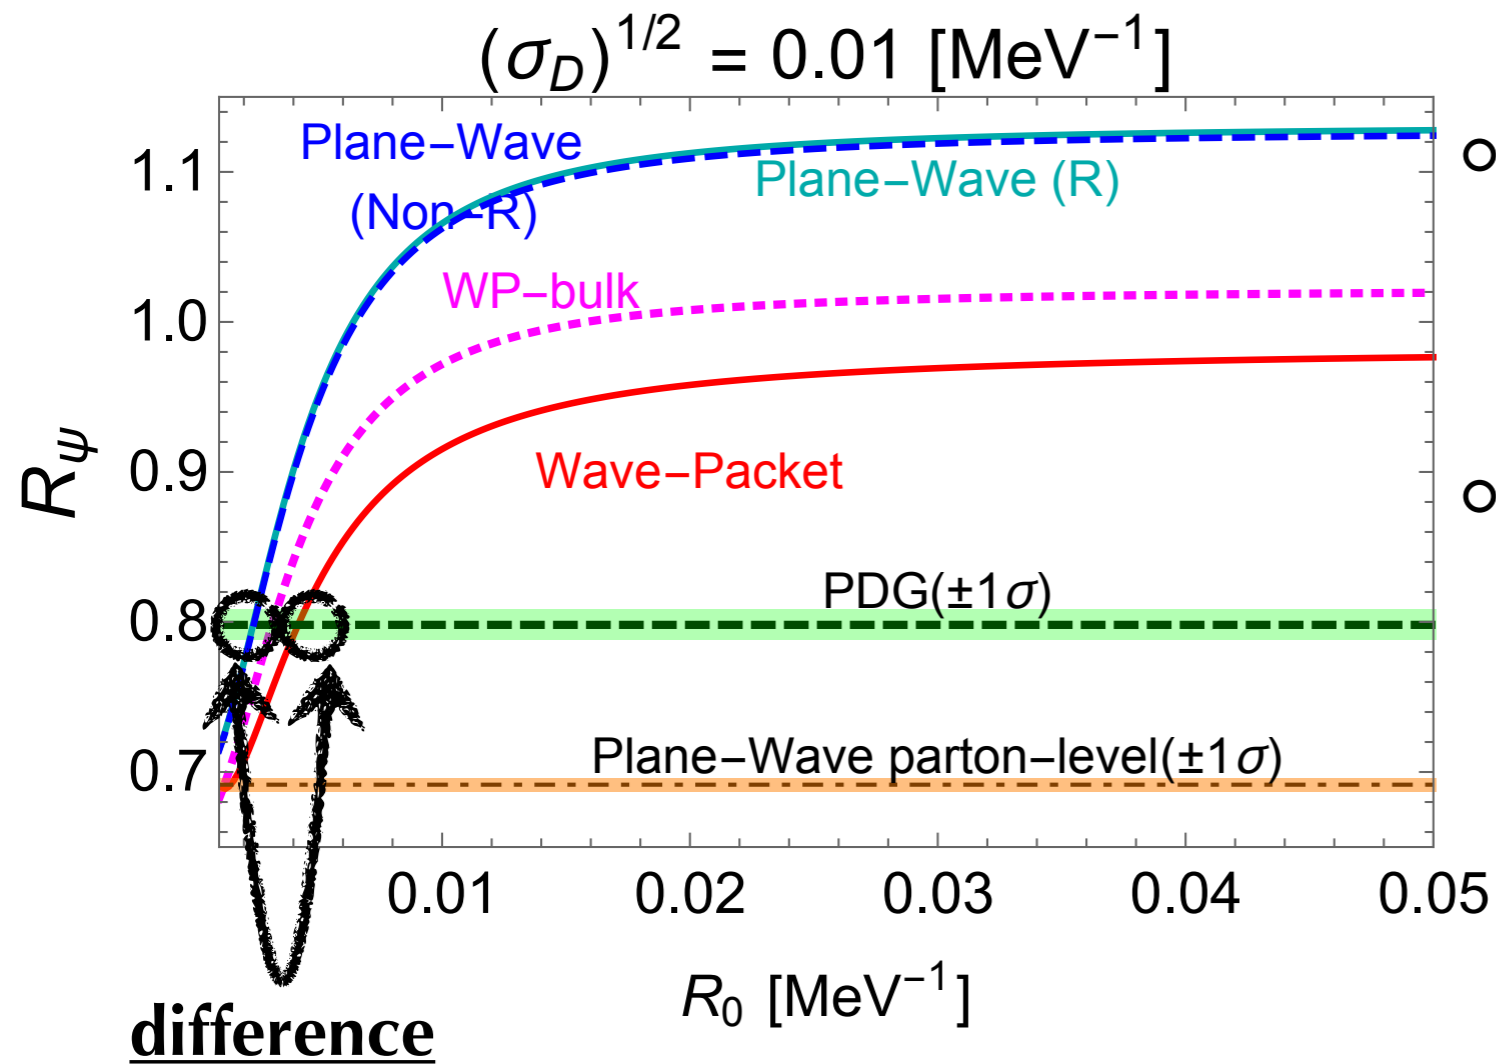 (σ_D)^{1/2} = 0.01 [MeV⁻¹]
Plane−Wave
(Non−R)
Plane−Wave (R)
WP−bulk
Wave−Packet
PDG(±1σ)
Plane−Wave parton−level(±1σ)
R_ψ
1.1
1.0
0.9
0.8
0.7
0.01
0.02
0.03
0.04
0.05
R₀ [MeV⁻¹]
difference